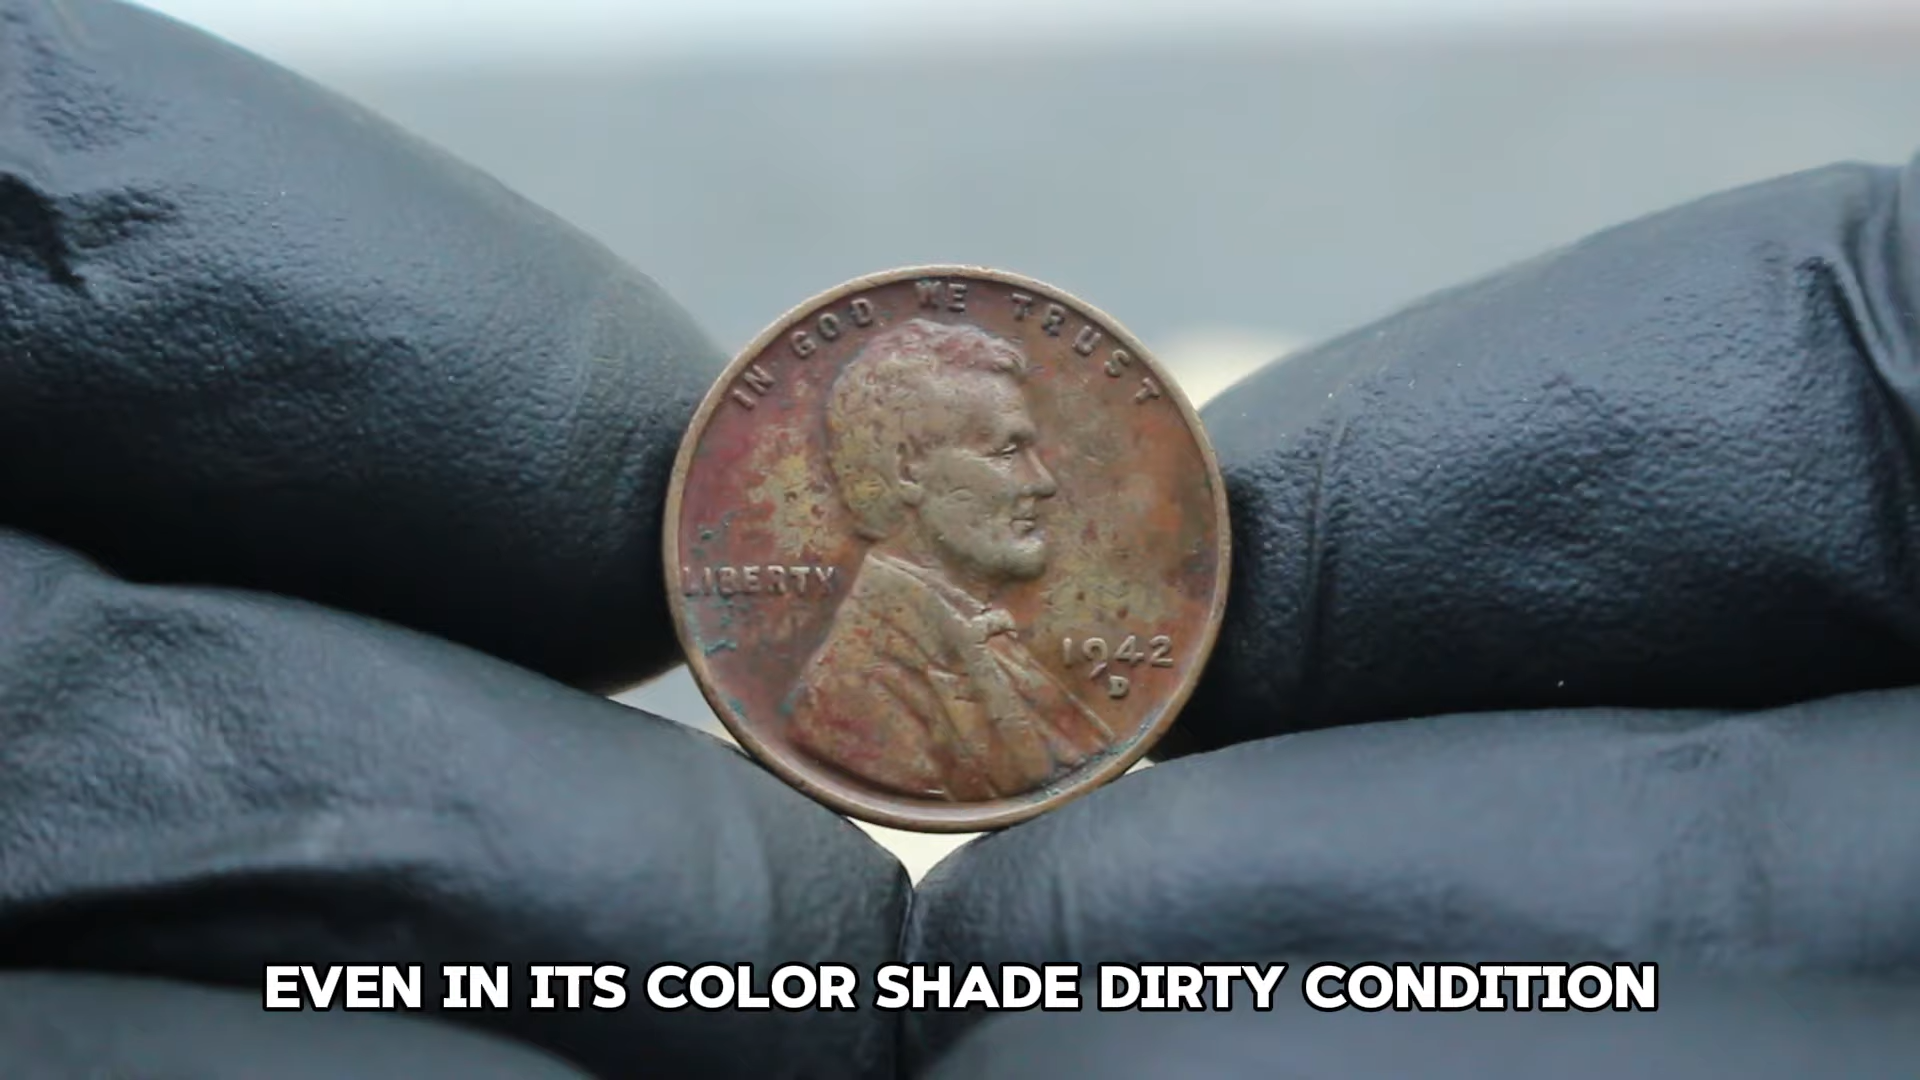 IN GOD WE TRUST
LIBERTY
1942
D
EVEN IN ITS COLOR SHADE DIRTY CONDITION